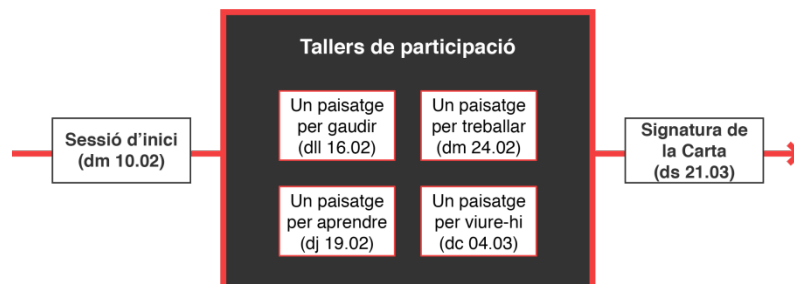 Tallers de participació
Sessió d'inici
(dm 10.02)
Un paisatge
per gaudir
(dll 16.02)
Un paisatge
per treballar
(dm 24.02)
Un paisatge
per aprendre
(dj 19.02)
Un paisatge
per viure-hi
(dc 04.03)
Signatura de
la Carta
(ds 21.03)